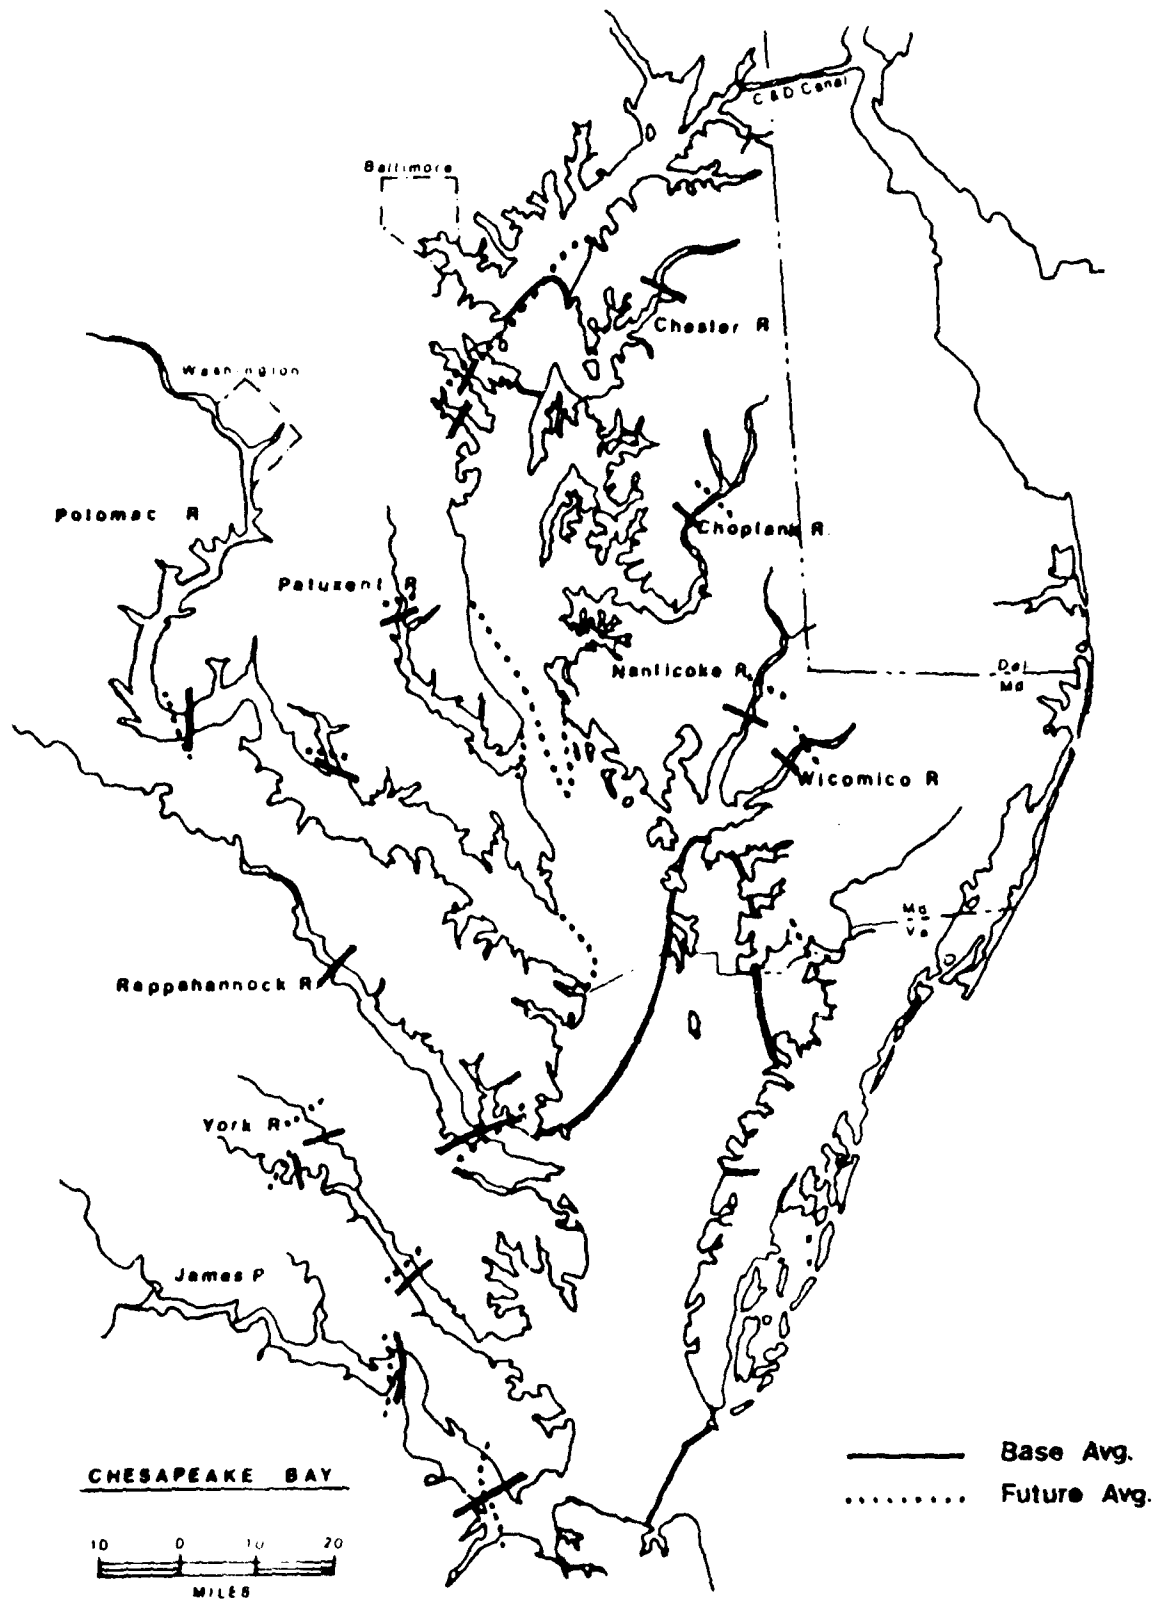 C & D Canal
Baltimore
Chester R
Washington
Potomac R
Choptank R.
Patuxent R
Nanticoke R.
Del
Md
Wicomico R
Md
Va
Rappahannock R
York R
James R
CHESAPEAKE BAY
10 0 10 20
MILES
Base Avg.
Future Avg.